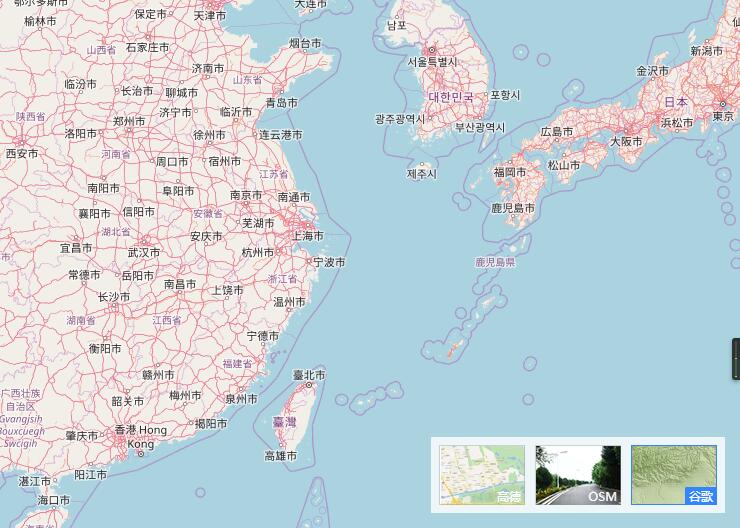 鄂尔多斯市
榆林市
保定市
天津市
大连市
남포
仙
石家庄市
烟台市
新潟市
山西省
서울특별시
济南市
金沢市
临汾市
长治市
聊城市
山东省
青岛市
대한민국
포항시
日本
陕西省
济宁市
临沂市
東京
洛阳市
郑州市
徐州市
连云港市
광주광역시
부산광역시
広島市
大阪市
浜松市
西安市
河南省
周口市
宿州市
제주시
福岡市
松山市
江苏省
南阳市
阜阳市
南京市
南通市
鹿児島市
襄阳市
信阳市
安徽省
芜湖市
湖北省
安庆市
上海市
宜昌市
武汉市
杭州市
宁波市
鹿児島県
常德市
岳阳市
南昌市
上饶市
浙江省
长沙市
温州市
湖南省
江西省
宁德市
衡阳市
福建省
赣州市
臺北市
广西壮族
自治区
Gvangjsih
Bouxcuegh
Swcigih
韶关市
梅州市
泉州市
臺灣
肇庆市
香港 Hong
Kong
揭阳市
高雄市
湛江市
阳江市
海口市
海南省
高德
OSM
谷歌